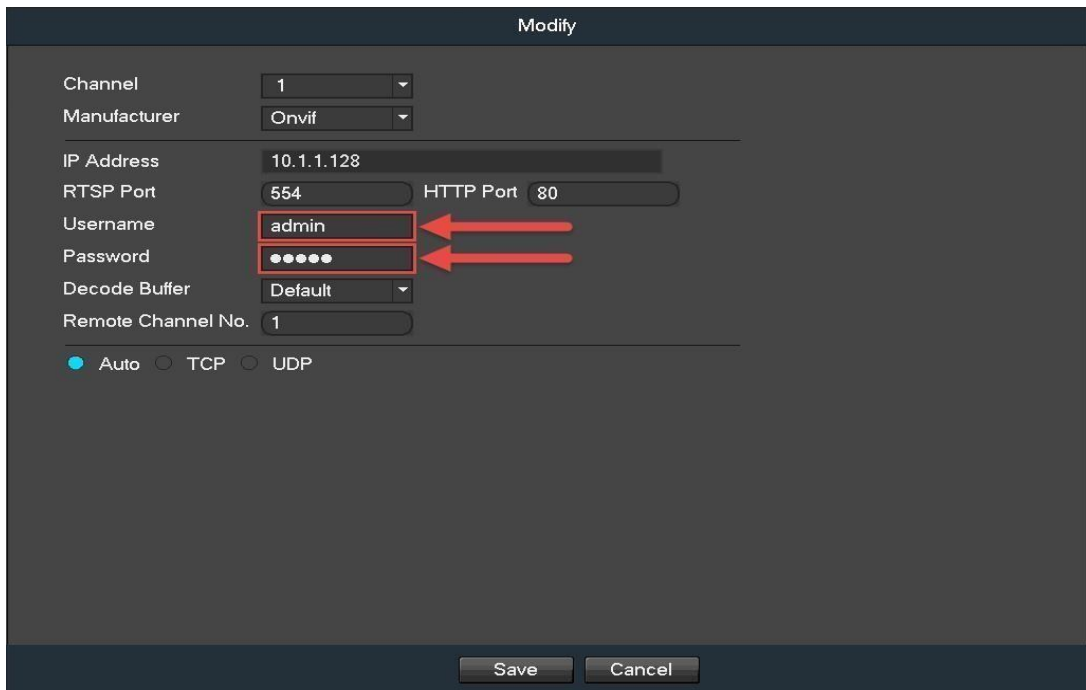 Modify
Channel 1
Manufacturer Onvif
IP Address 10.1.1.128
RTSP Port 554 HTTP Port 80
Username admin
Password •••••
Decode Buffer Default
Remote Channel No. 1
Auto TCP UDP
Save Cancel